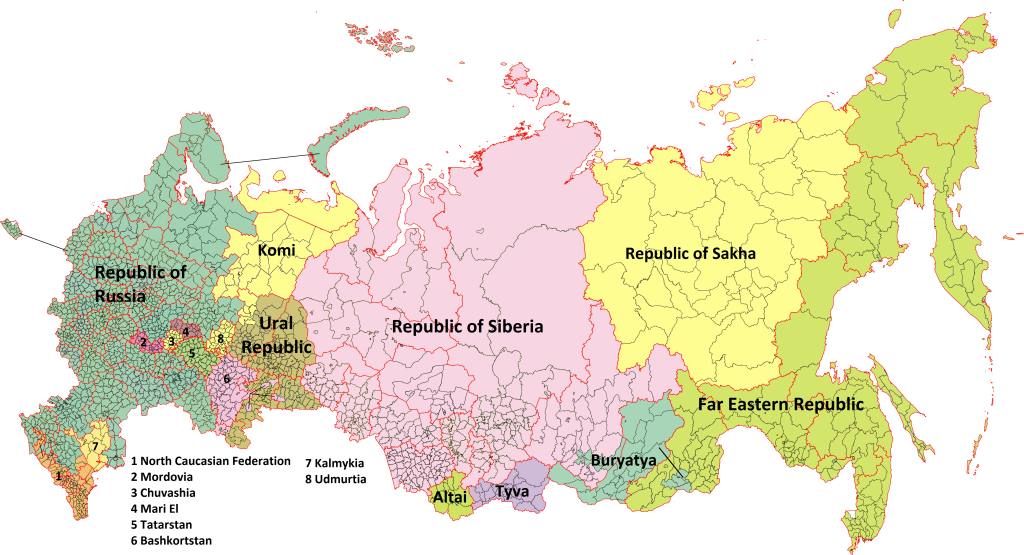 Komi
Republic of Sakha
Republic of
Russia
Ural
Republic
Republic of Siberia
4
2
3
8
5
6
Far Eastern Republic
7
Buryatya
1
Altai
Tyva
1 North Caucasian Federation
2 Mordovia
3 Chuvashia
4 Mari El
5 Tatarstan
6 Bashkortstan
7 Kalmykia
8 Udmurtia